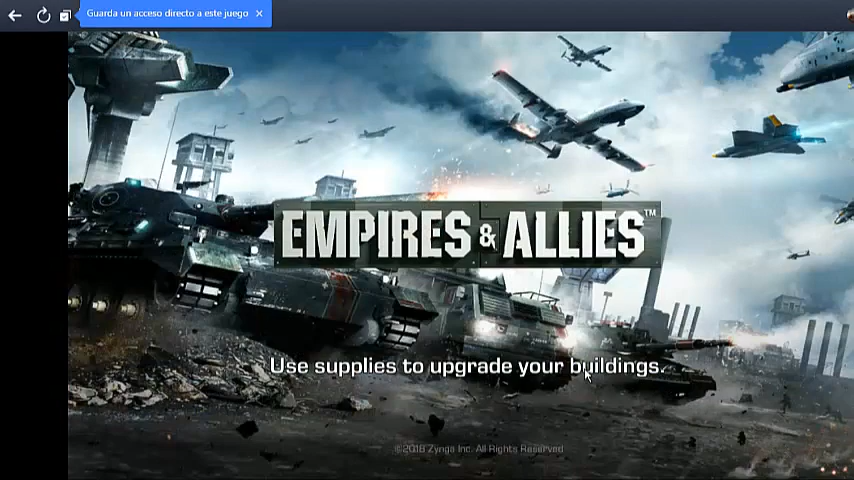 Guarda un acceso directo a este juego
EMPIRES & ALLIES™
Use supplies to upgrade your buildings.
©2018 Zynga Inc. All Rights Reserved